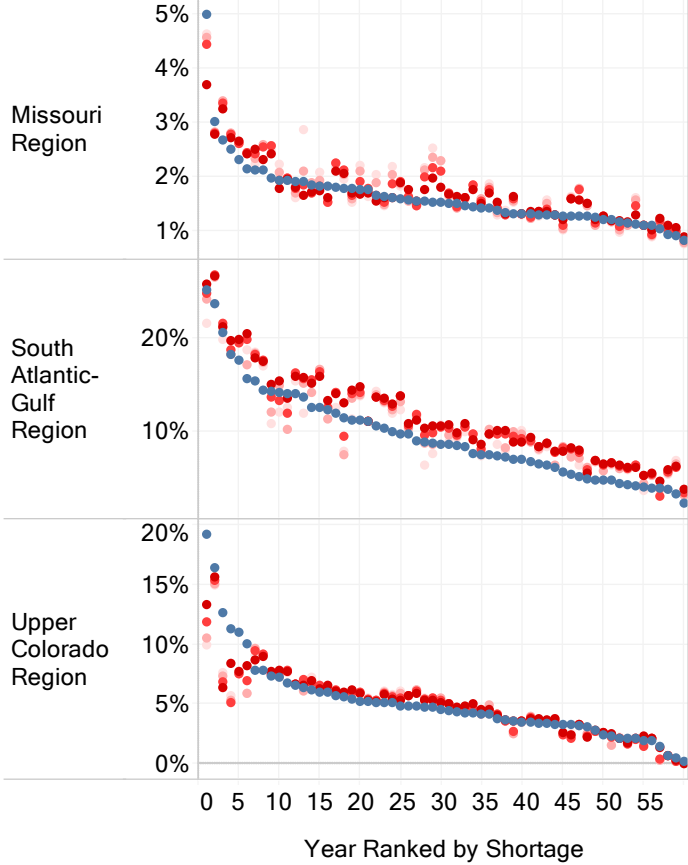 5%
4%
Missouri
Region
3%
2%
1%
South
Atlantic-
Gulf
Region
20%
10%
Upper
Colorado
Region
20%
15%
10%
5%
0%
0 5 10 15 20 25 30 35 40 45 50 55
Year Ranked by Shortage